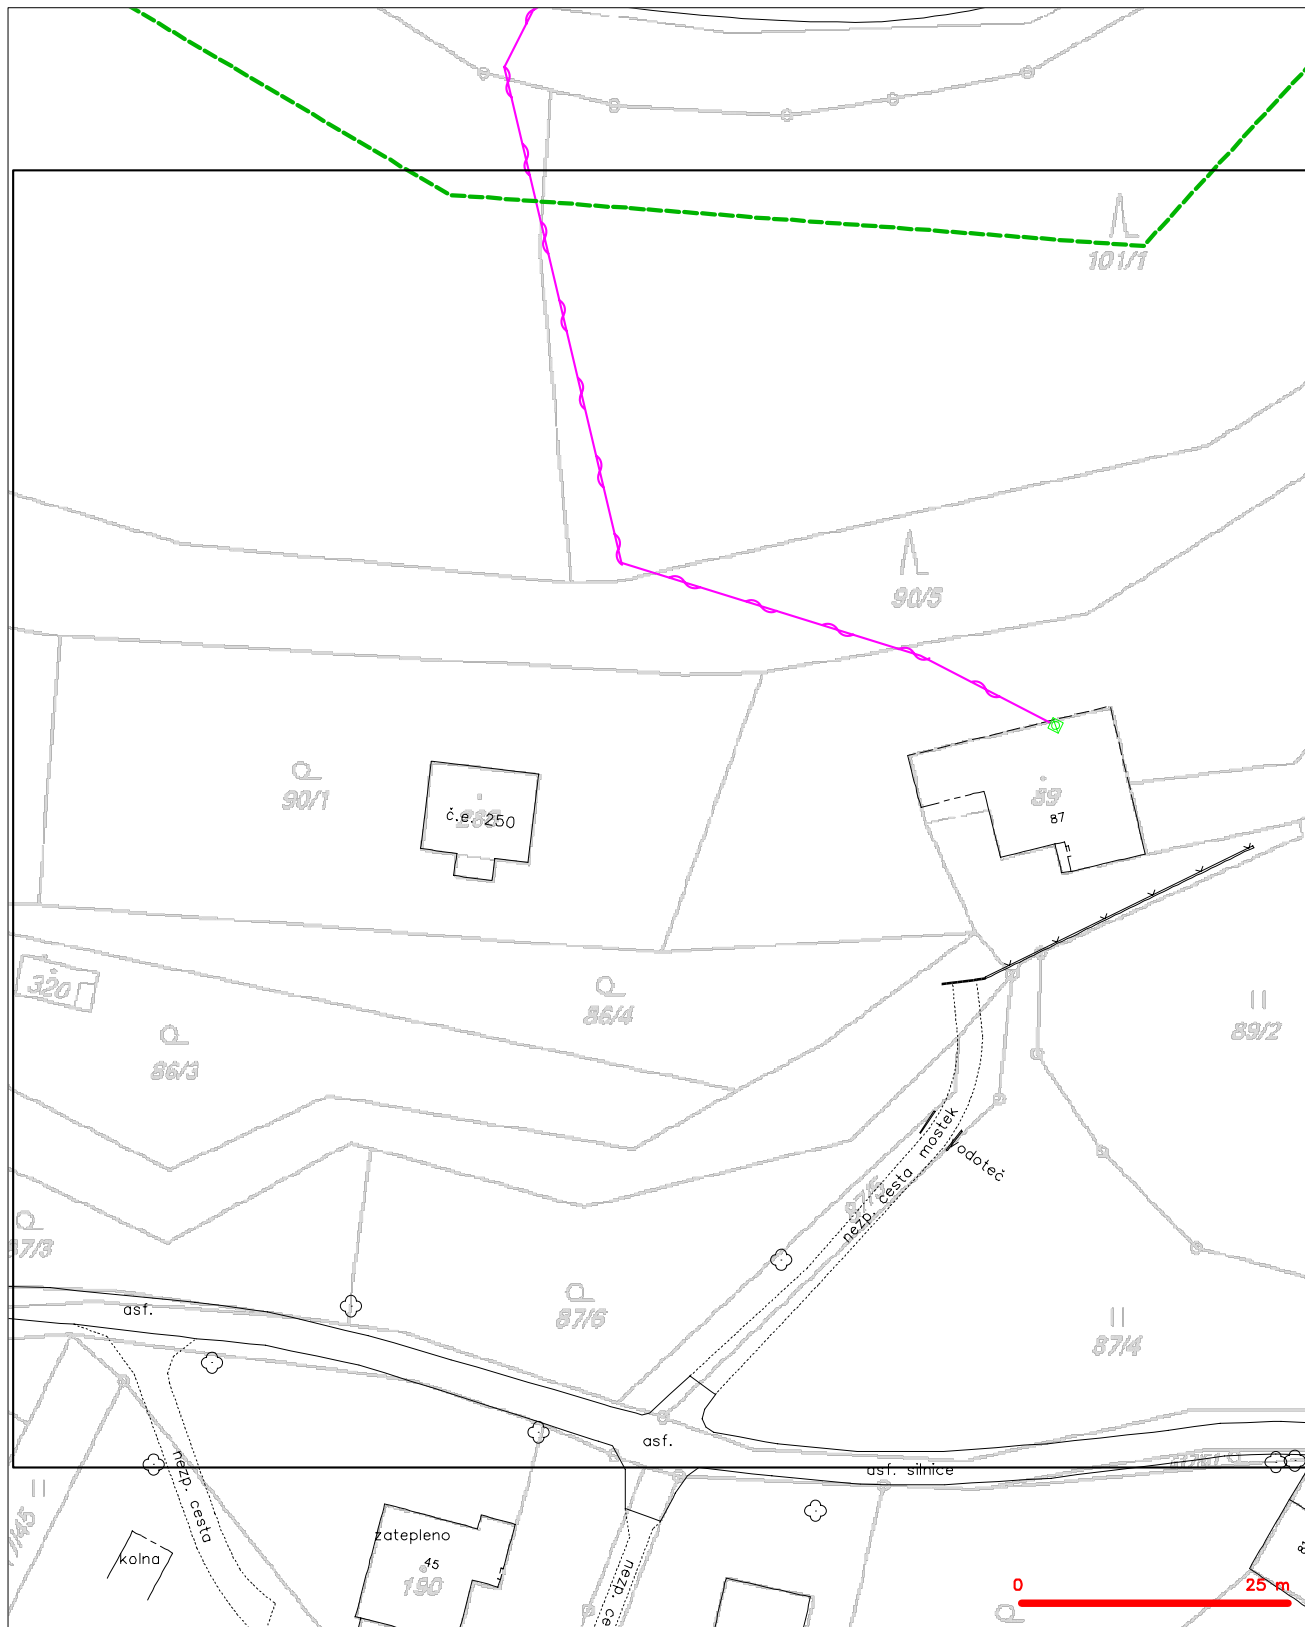 101/1
90/5
90/1
č.e. 250
89
87
320
86/4
86/3
89/2
mostek
vodoteč
nezp. cesta
87/3
87/6
asf.
87/4
asf.
asf. silnice
nezp. cesta
zatepleno
45
190
kolna
nezp. ce
0
25 m